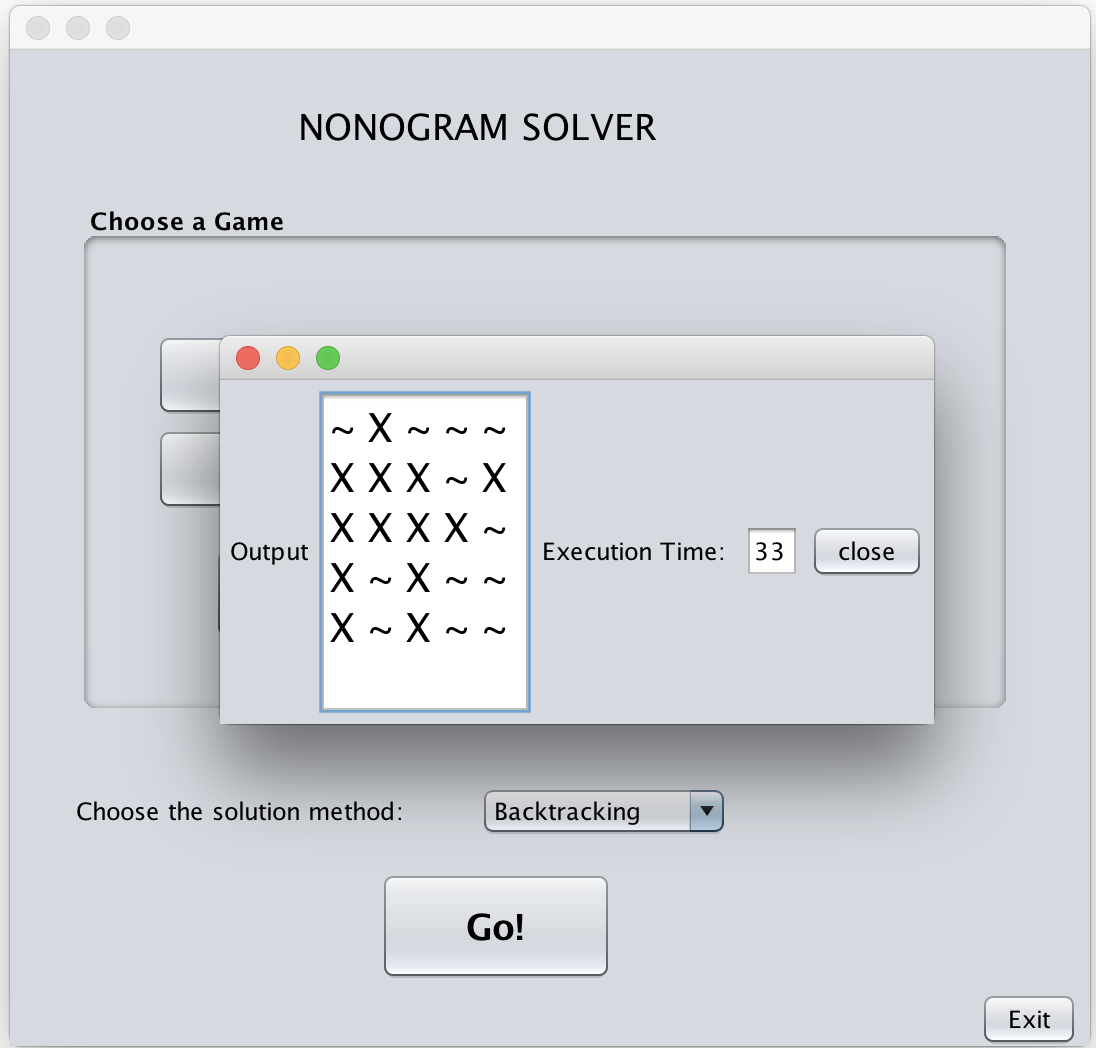 NONOGRAM SOLVER
Choose a Game
Output
~ X ~ ~ ~
X X X ~ X
X X X X ~
X ~ X ~ ~
X ~ X ~ ~
Execution Time: 33
close
Choose the solution method: Backtracking
Go!
Exit